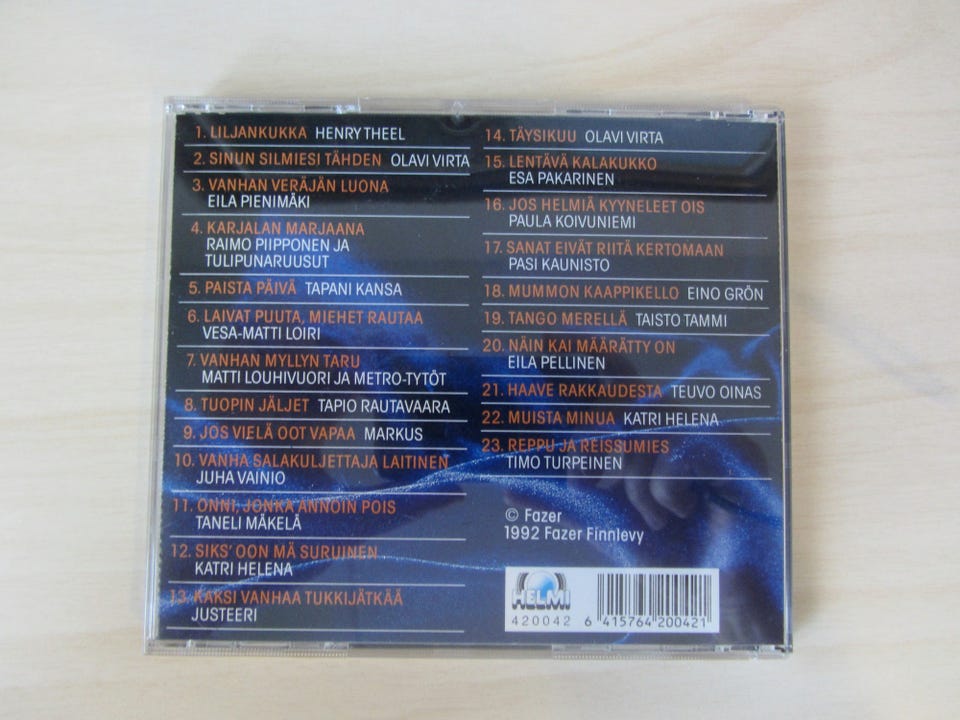 1. LILJANKUKKA HENRY THEEL
2. SINUN SILMIESI TÄHDEN OLAVI VIRTA
3. VANHAN VERÄJÄN LUONA
EILA PIENIMÄKI
4. KARJALAN MARJAANA
RAIMO PIIPPONEN JA
TULIPUNARUUSUT
5. PAISTA PÄIVÄ TAPANI KANSA
6. LAIVAT PUUTA, MIEHET RAUTAA
VESA-MATTI LOIRI
7. VANHAN MYLLYN TARU
MATTI LOUHIVUORI JA METRO-TYTÖT
8. TUOPIN JÄLJET TAPIO RAUTAVAARA
9. JOS VIELÄ OOT VAPAA MARKUS
10. VANHA SALAKULJETTAJA LAITINEN
JUHA VAINIO
11. ONNI, JONKA ANNOIN POIS
TANELI MÄKELÄ
12. SIKS' OON MÄ SURUINEN
KATRI HELENA
13. KAKSI VANHAA TUKKIJÄTKÄÄ
JUSTEERI
14. TÄYSIKUU OLAVI VIRTA
15. LENTÄVÄ KALAKUKKO
ESA PAKARINEN
16. JOS HELMIÄ KYYNELEET OIS
PAULA KOIVUNIEMI
17. SANAT EIVÄT RIITÄ KERTOMAAN
PASI KAUNISTO
18. MUMMON KAAPPIKELLO EINO GRÖN
19. TANGO MERELLÄ TAISTO TAMMI
20. NÄIN KAI MÄÄRÄTTY ON
EILA PELLINEN
21. HAAVE RAKKAUDESTA TEUVO OINAS
22. MUISTA MINUA KATRI HELENA
23. REPPU JA REISSUMIES
TIMO TURPEINEN
© Fazer
1992 Fazer Finnlevy
HELMI
420042 6 415764 200421